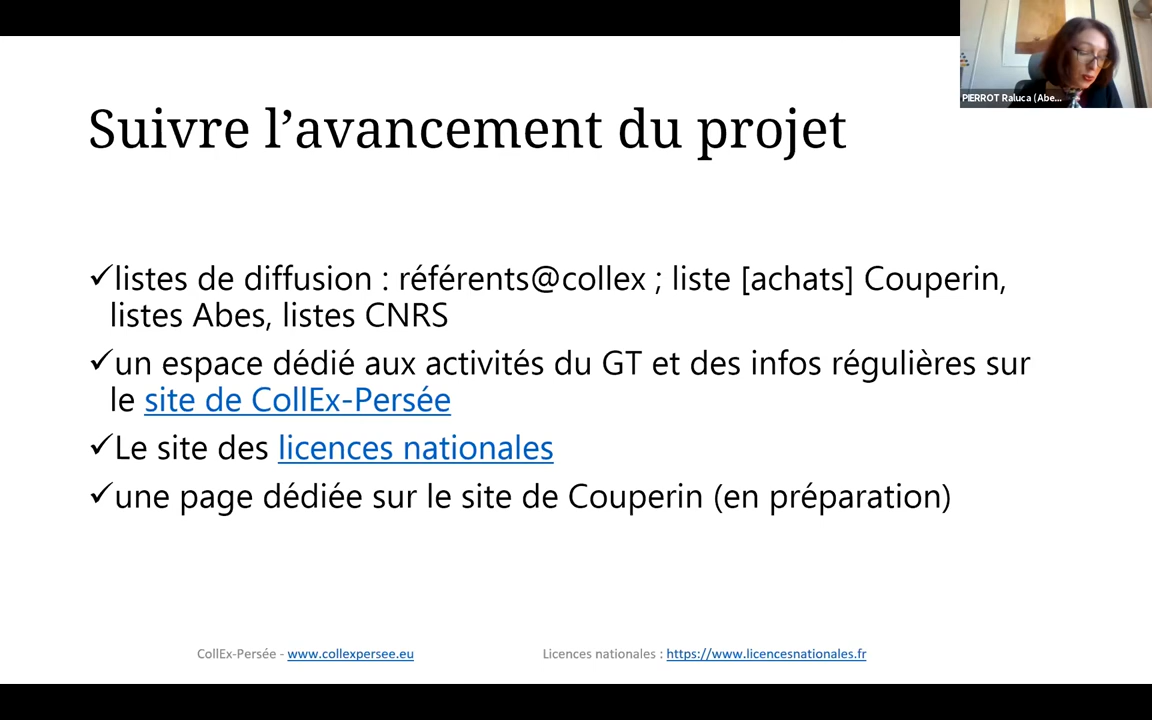 PIERROT Raluca (Abe...
Suivre l’avancement du projet
✓listes de diffusion : référents@collex ; liste [achats] Couperin,
listes Abes, listes CNRS
✓un espace dédié aux activités du GT et des infos régulières sur
le site de CollEx-Persée
✓Le site des licences nationales
✓une page dédiée sur le site de Couperin (en préparation)
CollEx-Persée - www.collexpersee.eu
Licences nationales : https://www.licencesnationales.fr